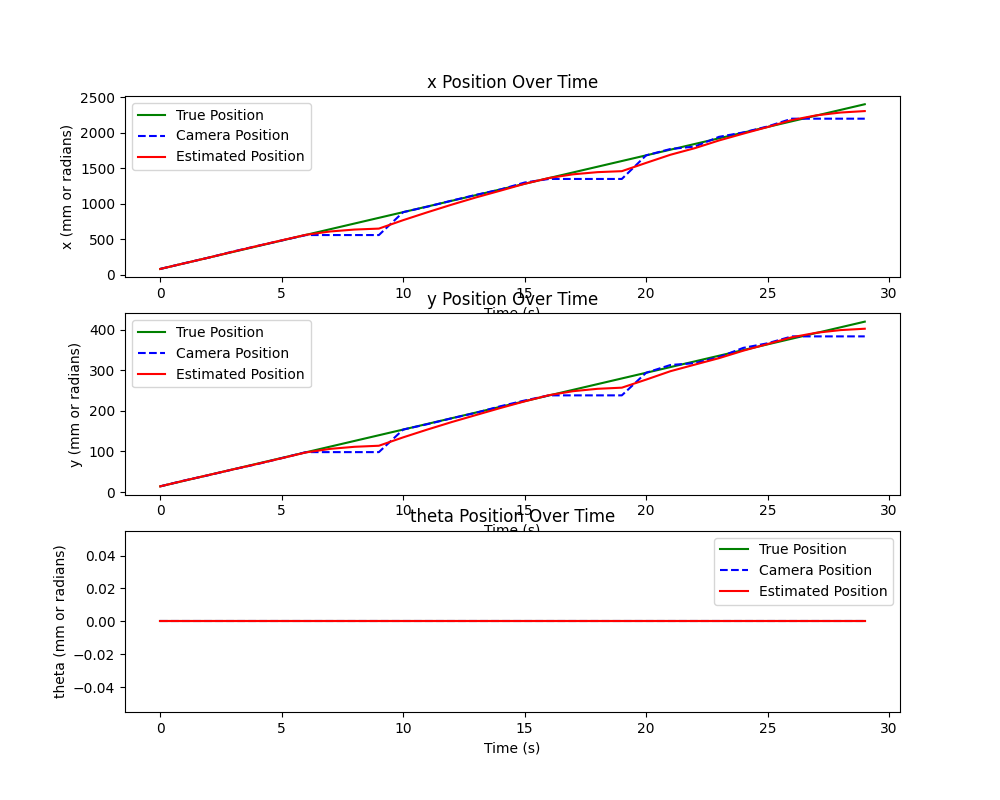 x Position Over Time
2500
2000
1500
1000
500
0
x (mm or radians)
True Position
Camera Position
Estimated Position
0 5 10 15 20 25 30
Time (s)
y Position Over Time
400
300
200
100
0
y (mm or radians)
True Position
Camera Position
Estimated Position
0 5 10 15 20 25 30
Time (s)
theta Position Over Time
0.04
0.02
0.00
−0.02
−0.04
theta (mm or radians)
True Position
Camera Position
Estimated Position
0 5 10 15 20 25 30
Time (s)